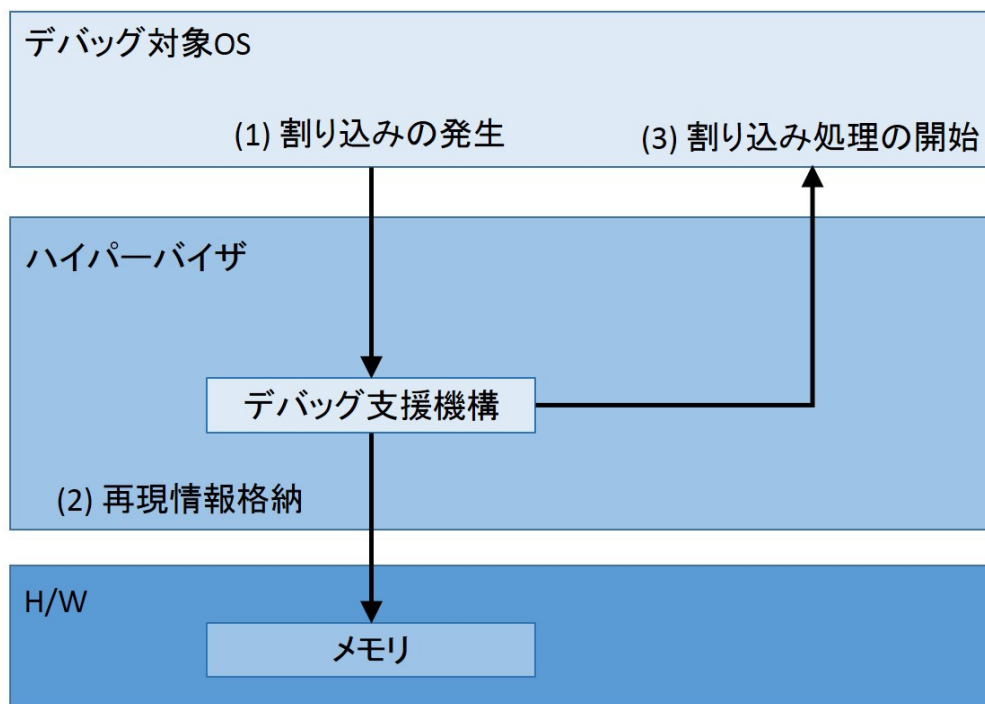 デバッグ対象OS
(1) 割り込みの発生
(3) 割り込み処理の開始
ハイパーバイザ
デバッグ支援機構
(2) 再現情報格納
H/W
メモリ